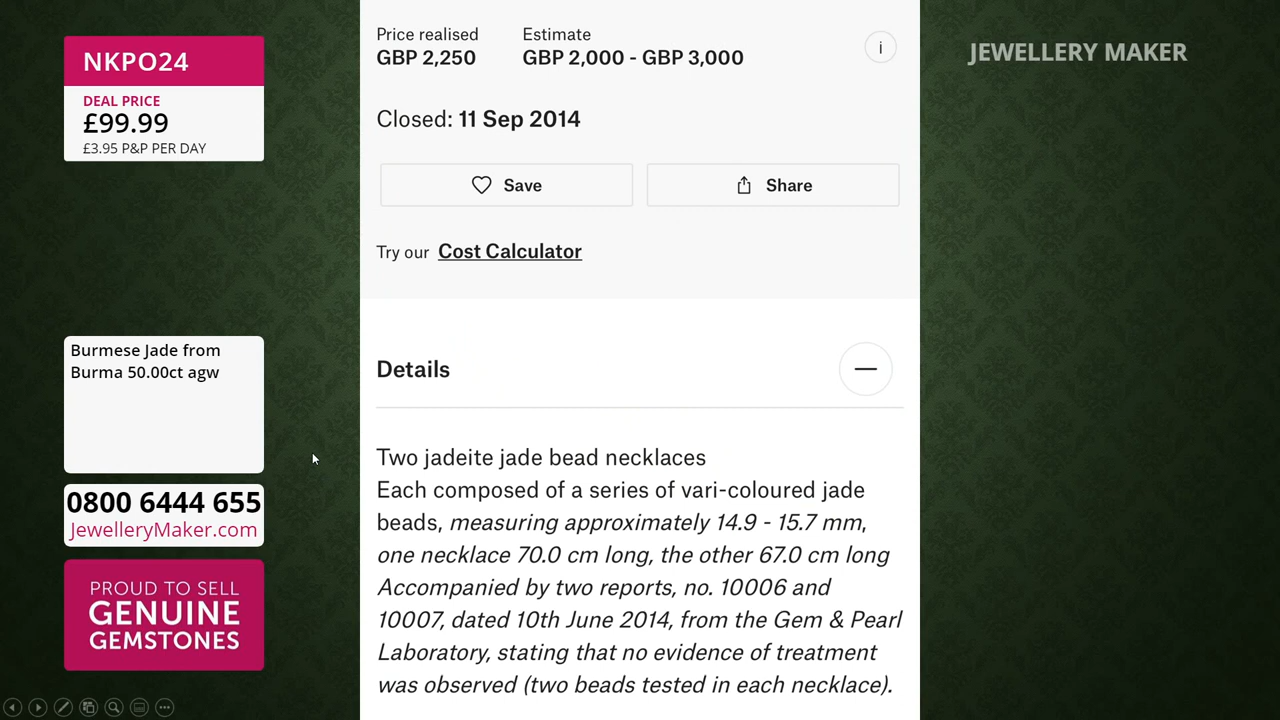 NKPO24
DEAL PRICE
£99.99
£3.95 P&P PER DAY
Burmese Jade from
Burma 50.00ct agw
0800 6444 655
JewelleryMaker.com
PROUD TO SELL
GENUINE
GEMSTONES
Price realised
GBP 2,250
Estimate
GBP 2,000 - GBP 3,000
i
Closed: 11 Sep 2014
Save
Share
Try our Cost Calculator
Details
Two jadeite jade bead necklaces
Each composed of a series of vari-coloured jade
beads, measuring approximately 14.9 - 15.7 mm,
one necklace 70.0 cm long, the other 67.0 cm long
Accompanied by two reports, no. 10006 and
10007, dated 10th June 2014, from the Gem & Pearl
Laboratory, stating that no evidence of treatment
was observed (two beads tested in each necklace).
JEWELLERY MAKER